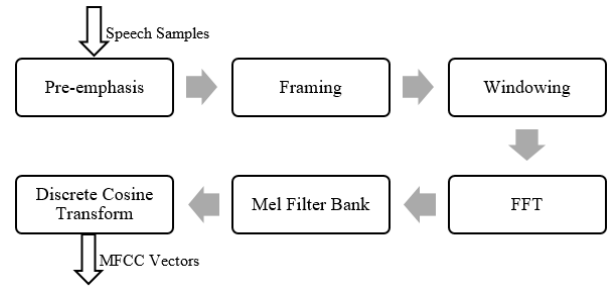 Speech Samples
Pre-emphasis
Framing
Windowing
FFT
Mel Filter Bank
Discrete Cosine
Transform
MFCC Vectors